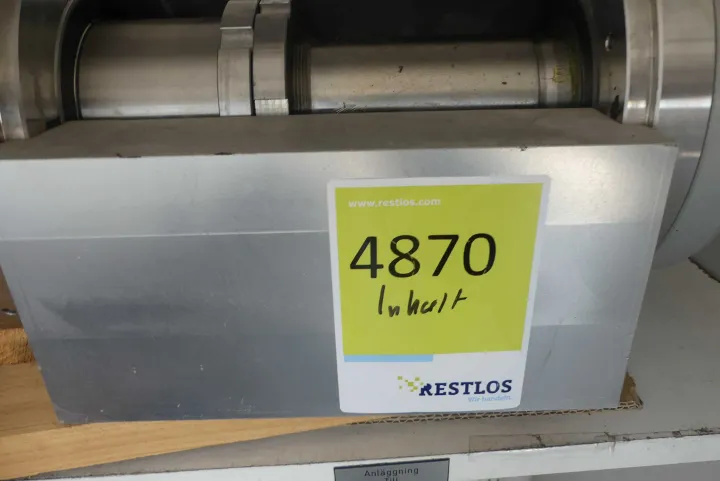 www.restlos.com
4870
Inhalt
RESTLOS
Wir handeln.
Anläggning